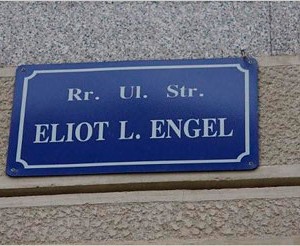 Rr. Ul. Str.
ELIOT L. ENGEL